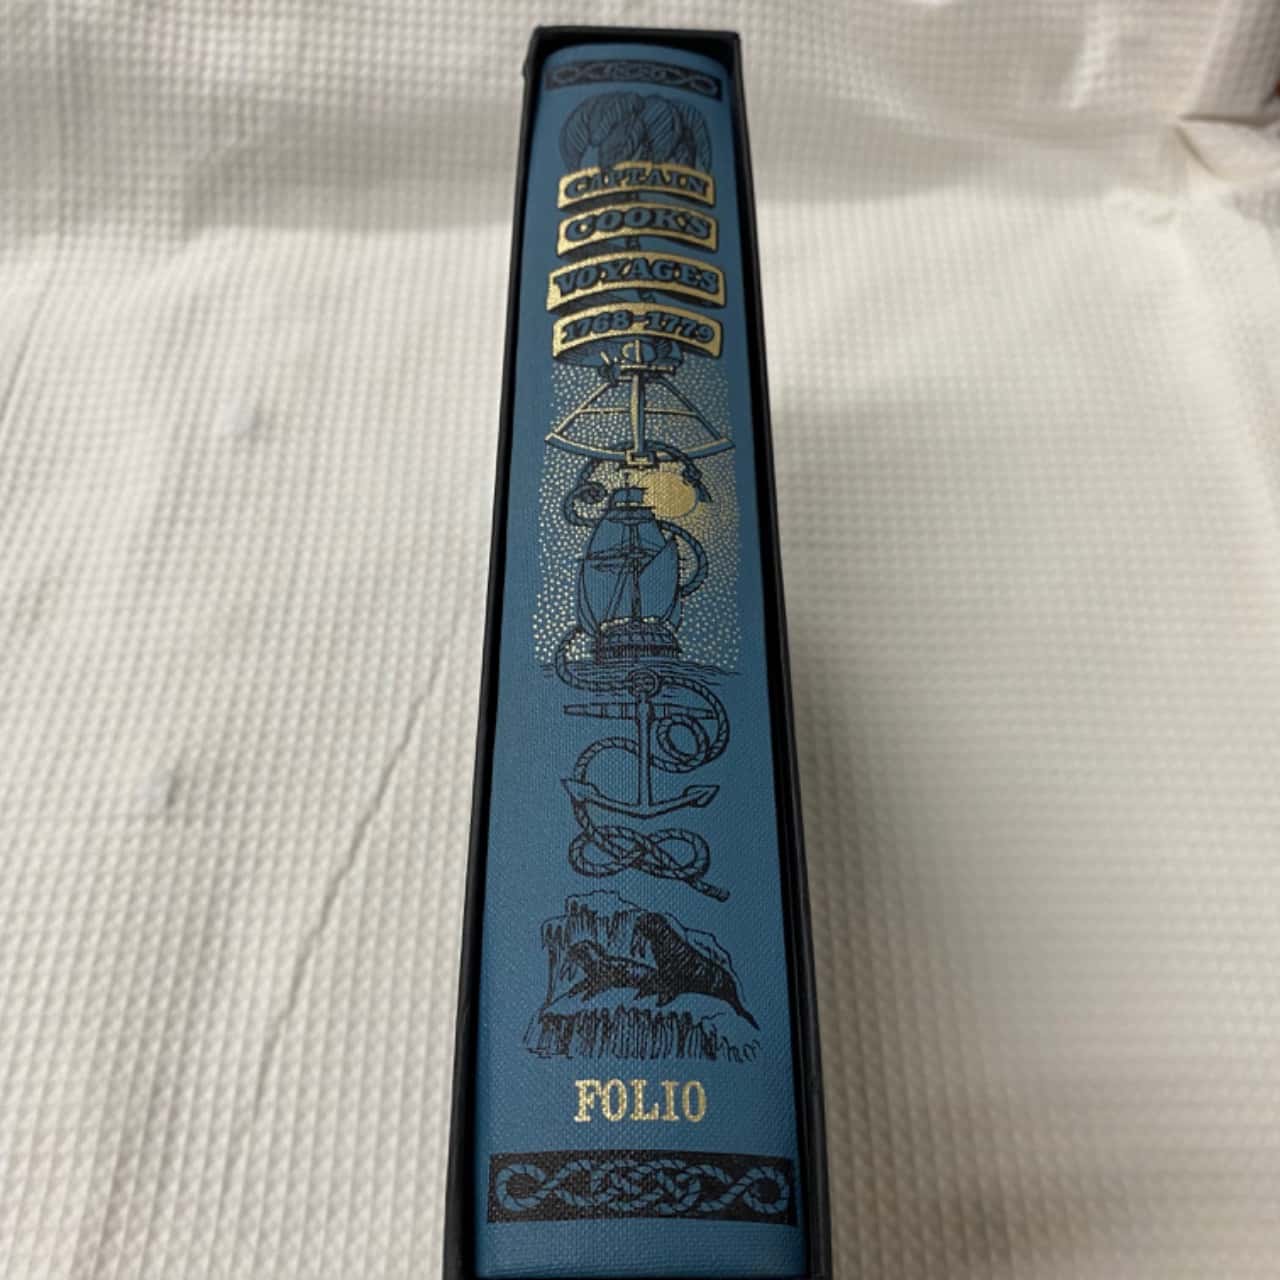 CAPTAIN
COOK'S
VOYAGES
1768-1779
FOLIO